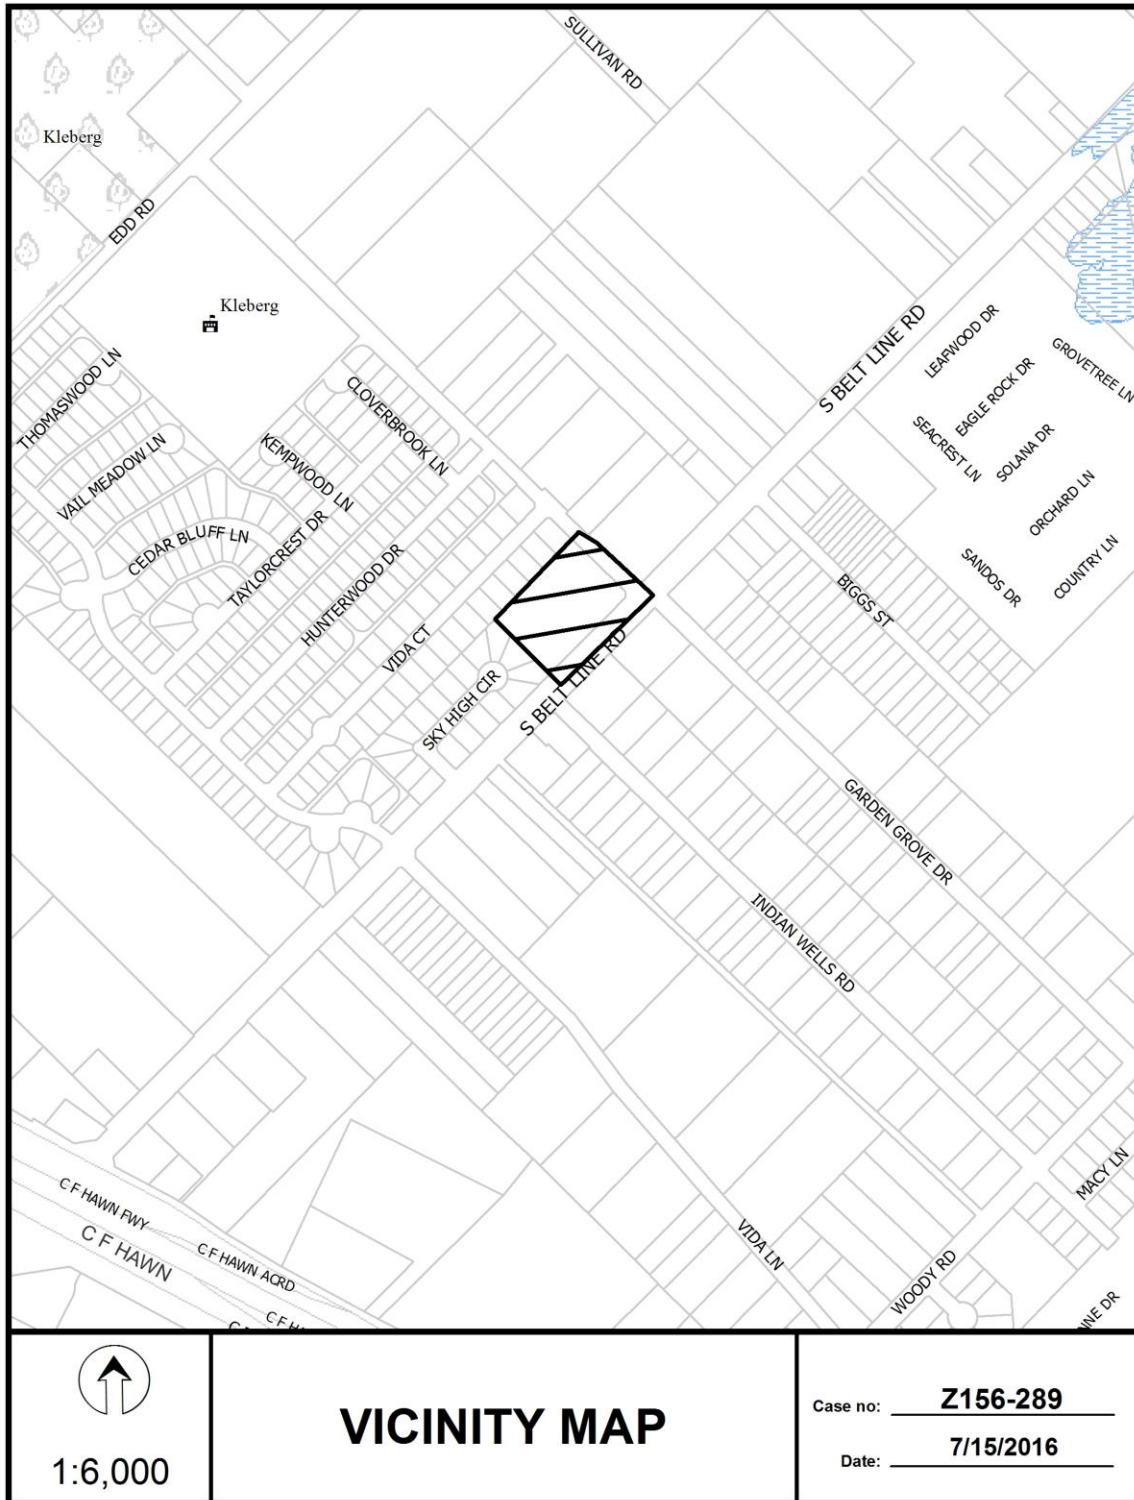 SULLIVAN RD
Kleberg
EDD RD
Kleberg
S BELT LINE RD
LEAFWOOD DR
GROVETREE LN
EAGLE ROCK DR
THOMASWOOD LN
CLOVERBROOK LN
SEACREST LN
SOLANA DR
VAIL MEADOW LN
KEMPWOOD LN
ORCHARD LN
CEDAR BLUFF LN
TAYLORCREST DR
HUNTERWOOD DR
SANDOS DR
COUNTRY LN
BIGGS ST
VIDA CT
SKY HIGH CIR
S BELT LINE RD
GARDEN GROVE DR
INDIAN WELLS RD
MACY LN
C F HAWN FWY
C F HAWN
C F HAWN ACRD
VIDA LN
WOODY RD
NNE DR
C F H
1:6,000
VICINITY MAP
Case no: Z156-289
Date: 7/15/2016